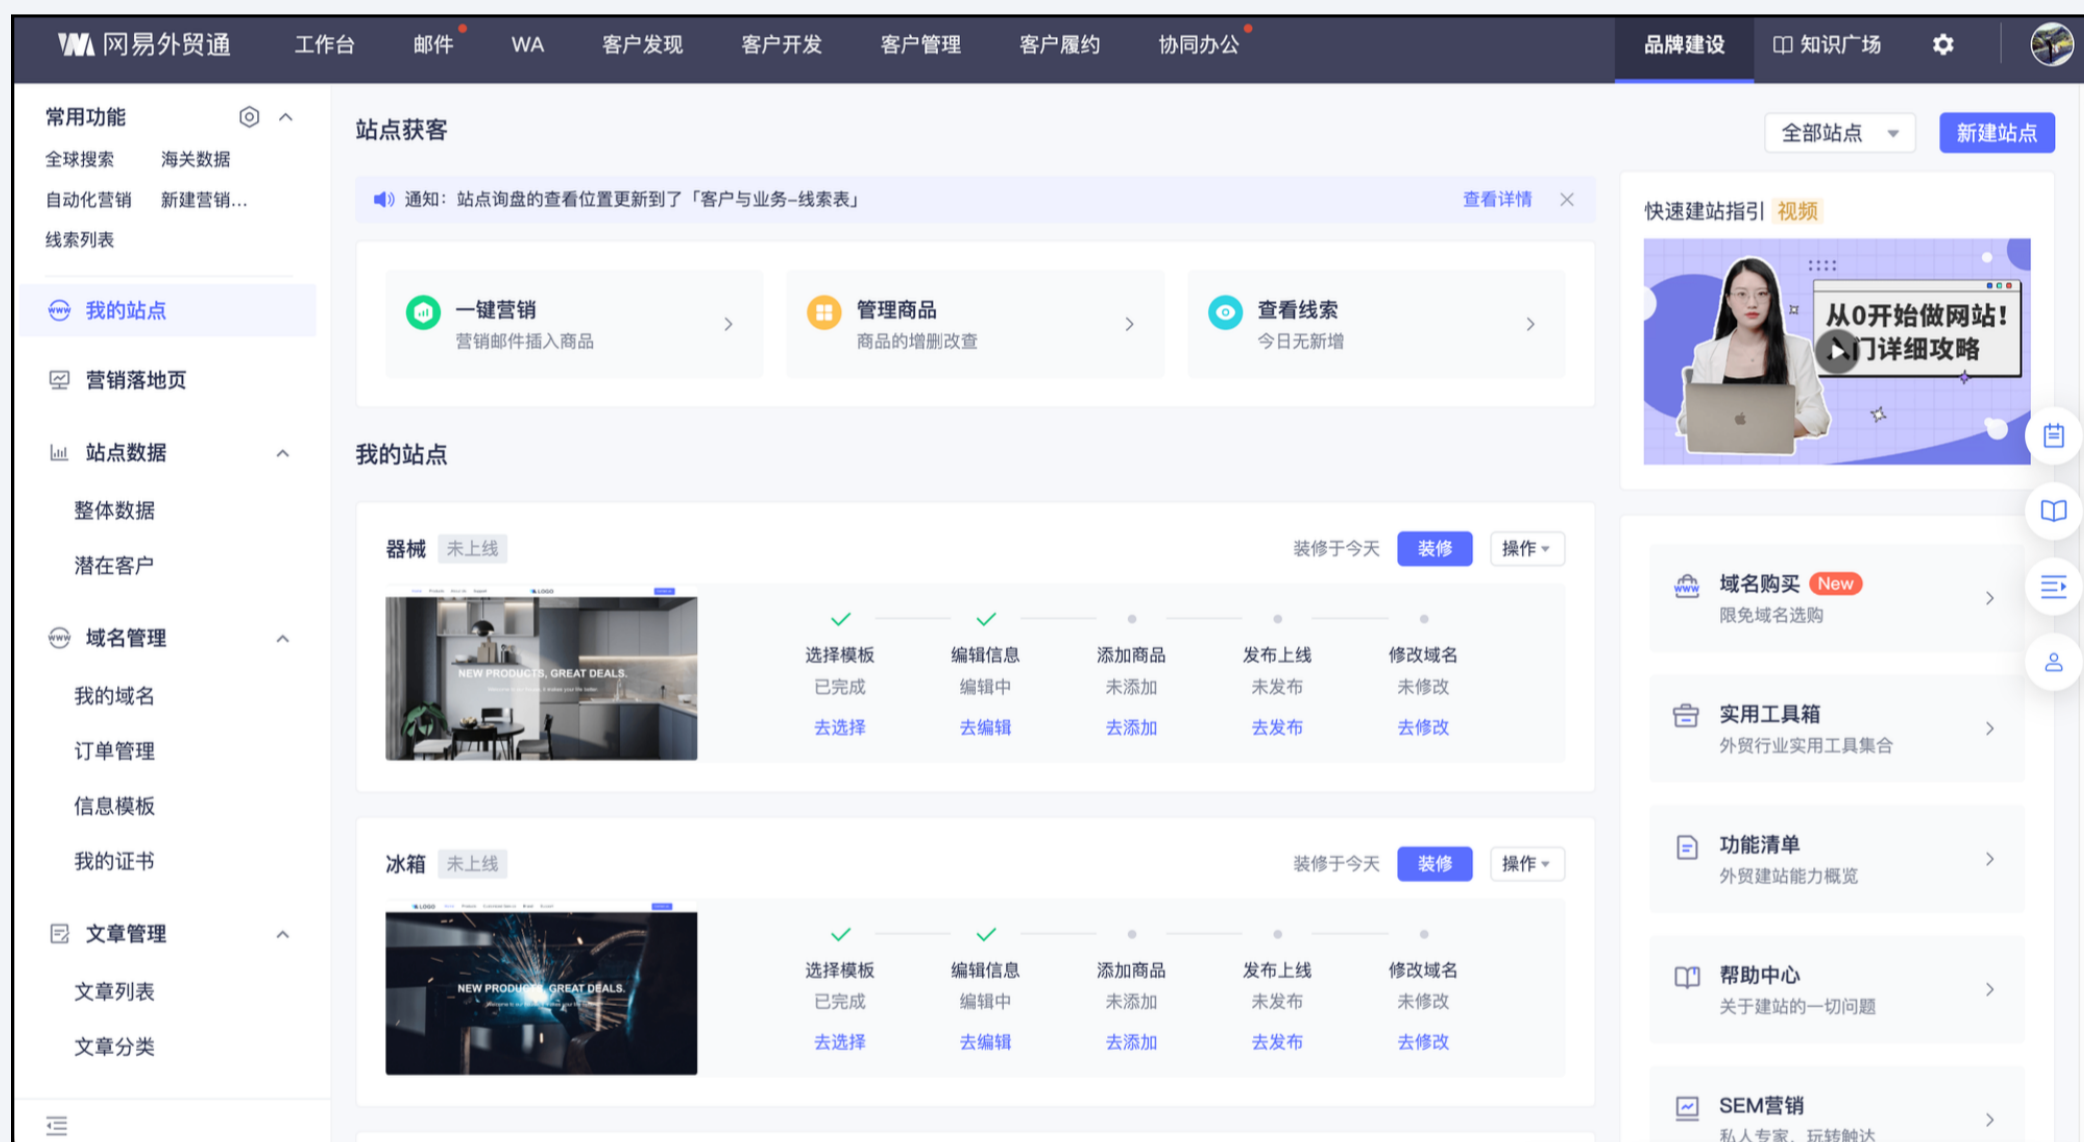 网易外贸通
工作台
邮件
WA
客户发现
客户开发
客户管理
客户履约
协同办公
品牌建设
知识广场
常用功能
全球搜索 海关数据
自动化营销 新建营销...
线索列表
我的站点
营销落地页
站点数据
整体数据
潜在客户
域名管理
我的域名
订单管理
信息模板
我的证书
文章管理
文章列表
文章分类
站点获客
全部站点
新建站点
通知：站点询盘的查看位置更新到了「客户与业务-线索表」
查看详情
一键营销
营销邮件插入商品
管理商品
商品的增删改查
查看线索
今日无新增
我的站点
器械 未上线
装修于今天 装修 操作
LOGO
NEW PRODUCTS, GREAT DEALS.
选择模板 编辑信息 添加商品 发布上线 修改域名
已完成 编辑中 未添加 未发布 未修改
去选择 去编辑 去添加 去发布 去修改
冰箱 未上线
装修于今天 装修 操作
LOGO
NEW PRODUCTS, GREAT DEALS.
选择模板 编辑信息 添加商品 发布上线 修改域名
已完成 编辑中 未添加 未发布 未修改
去选择 去编辑 去添加 去发布 去修改
快速建站指引 视频
从0开始做网站！
入门详细攻略
域名购买 New
限免域名选购
实用工具箱
外贸行业实用工具集合
功能清单
外贸建站能力概览
帮助中心
关于建站的一切问题
SEM营销
私人专家，玩转触达